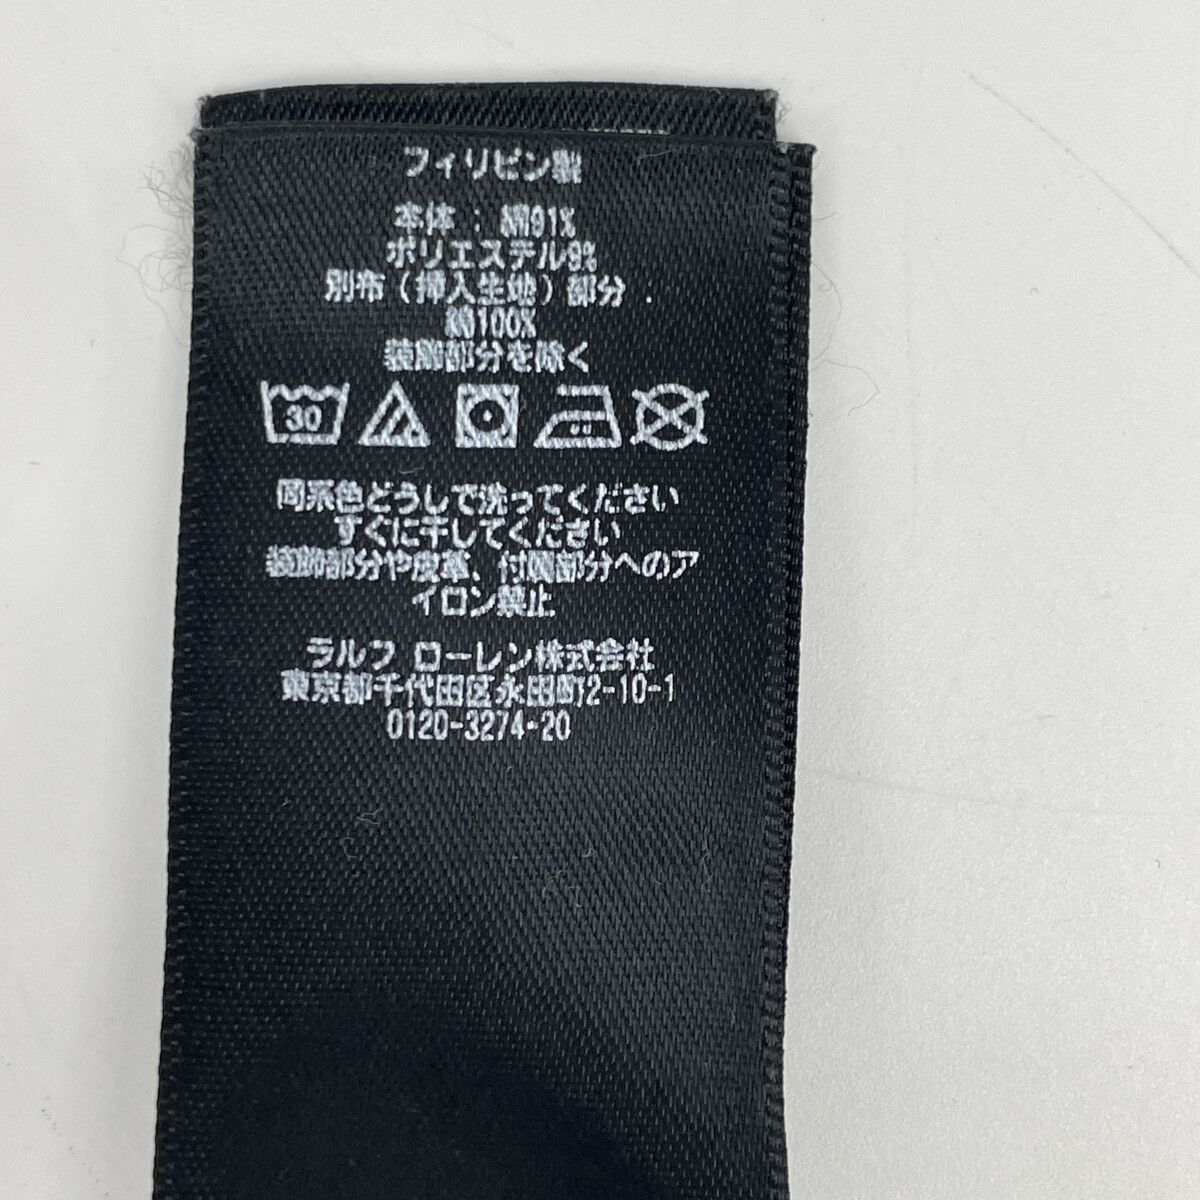 フィリピン製
本体 : 綿91%
ポリエステル9%
別布(挿入生地)部分
綿100%
装飾部分を除く
30
同系色どうしで洗ってください
すぐに干してください
装飾部分や皮革、付属部分へのア
イロン禁止
ラルフ ローレン株式会社
東京都千代田区永田町2-10-1
0120-3274-20